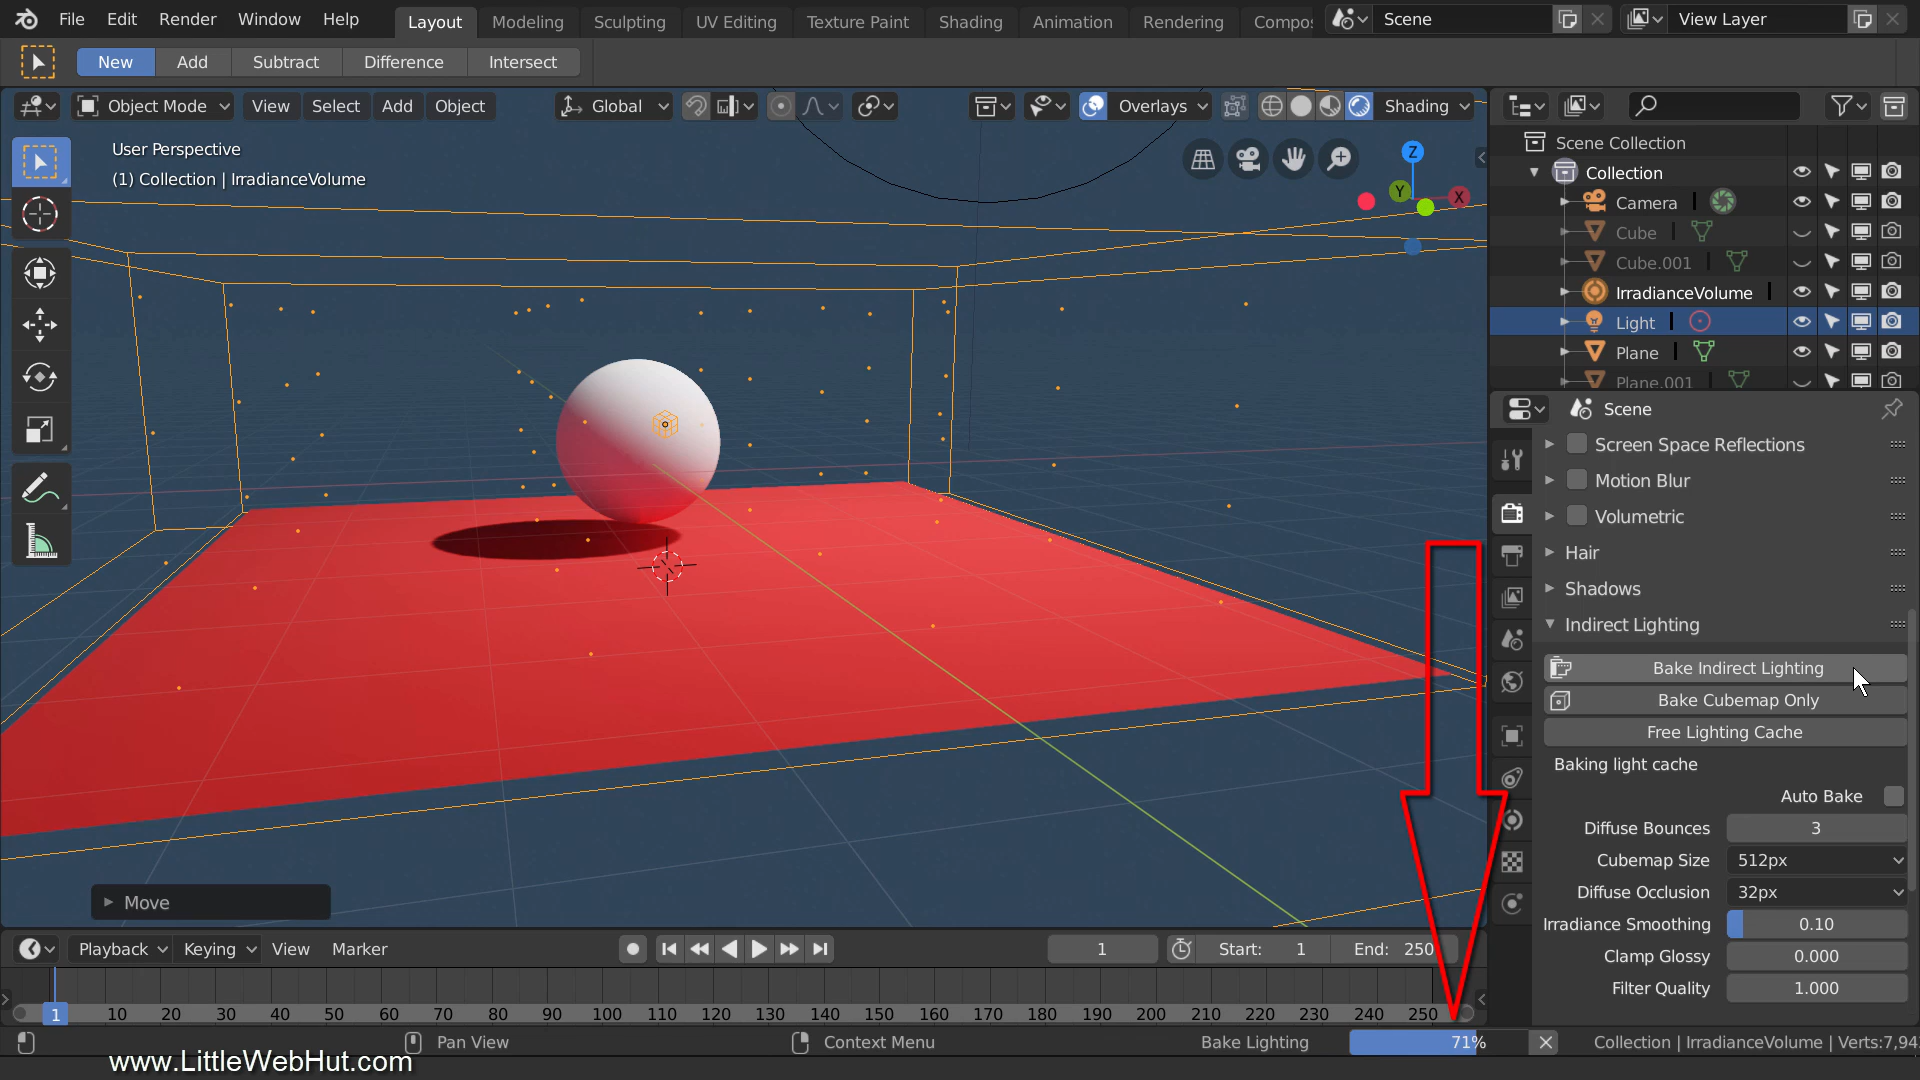 File Edit Render Window Help Layout Modeling Sculpting UV Editing Texture Paint Shading Animation Rendering Compo Scene View Layer
New Add Subtract Difference Intersect
Object Mode View Select Add Object Global Overlays Shading
User Perspective
(1) Collection | IrradianceVolume
Z
Y
X
Scene Collection
Collection
Camera
Cube
Cube.001
IrradianceVolume
Light
Plane
Plane.001
Scene
Screen Space Reflections
Motion Blur
Volumetric
Hair
Shadows
Indirect Lighting
Bake Indirect Lighting
Bake Cubemap Only
Free Lighting Cache
Baking light cache
Auto Bake
Diffuse Bounces 3
Cubemap Size 512px
Diffuse Occlusion 32px
Irradiance Smoothing 0.10
Clamp Glossy 0.000
Filter Quality 1.000
Move
Playback Keying View Marker 1 Start: 1 End: 250
1 10 20 30 40 50 60 70 80 90 100 110 120 130 140 150 160 170 180 190 200 210 220 230 240 250
Pan View Context Menu Bake Lighting 71% Collection | IrradianceVolume | Verts:7,94
www.LittleWebHut.com